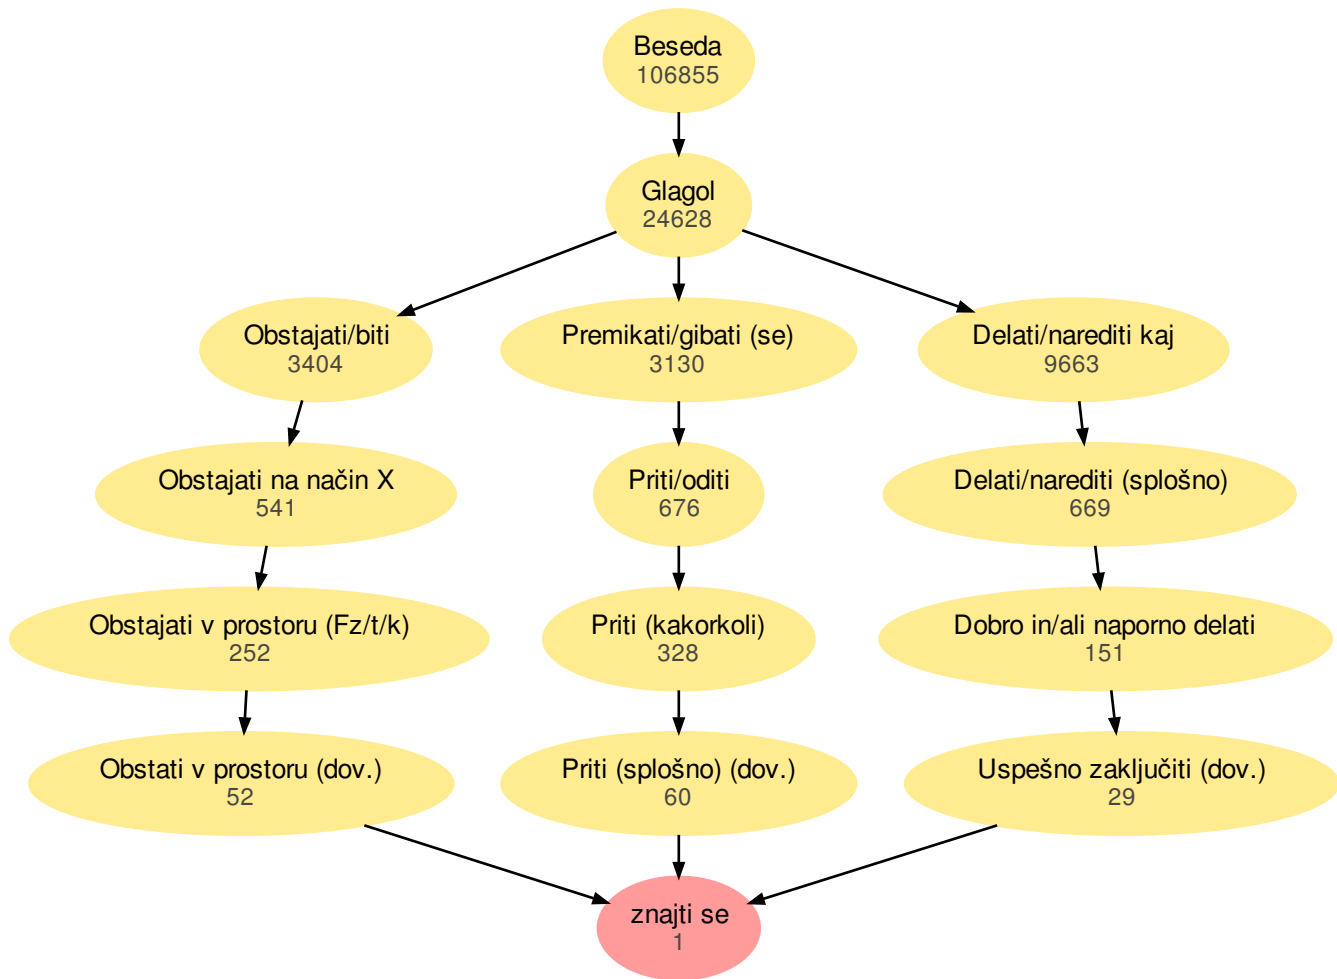 Beseda
106855
Glagol
24628
Obstajati/biti
3404
Premikati/gibati (se)
3130
Delati/narediti kaj
9663
Obstajati na način X
541
Priti/oditi
676
Delati/narediti (splošno)
669
Obstajati v prostoru (Fz/t/k)
252
Priti (kakorkoli)
328
Dobro in/ali naporno delati
151
Obstati v prostoru (dov.)
52
Priti (splošno) (dov.)
60
Uspešno zaključiti (dov.)
29
znajti se
1